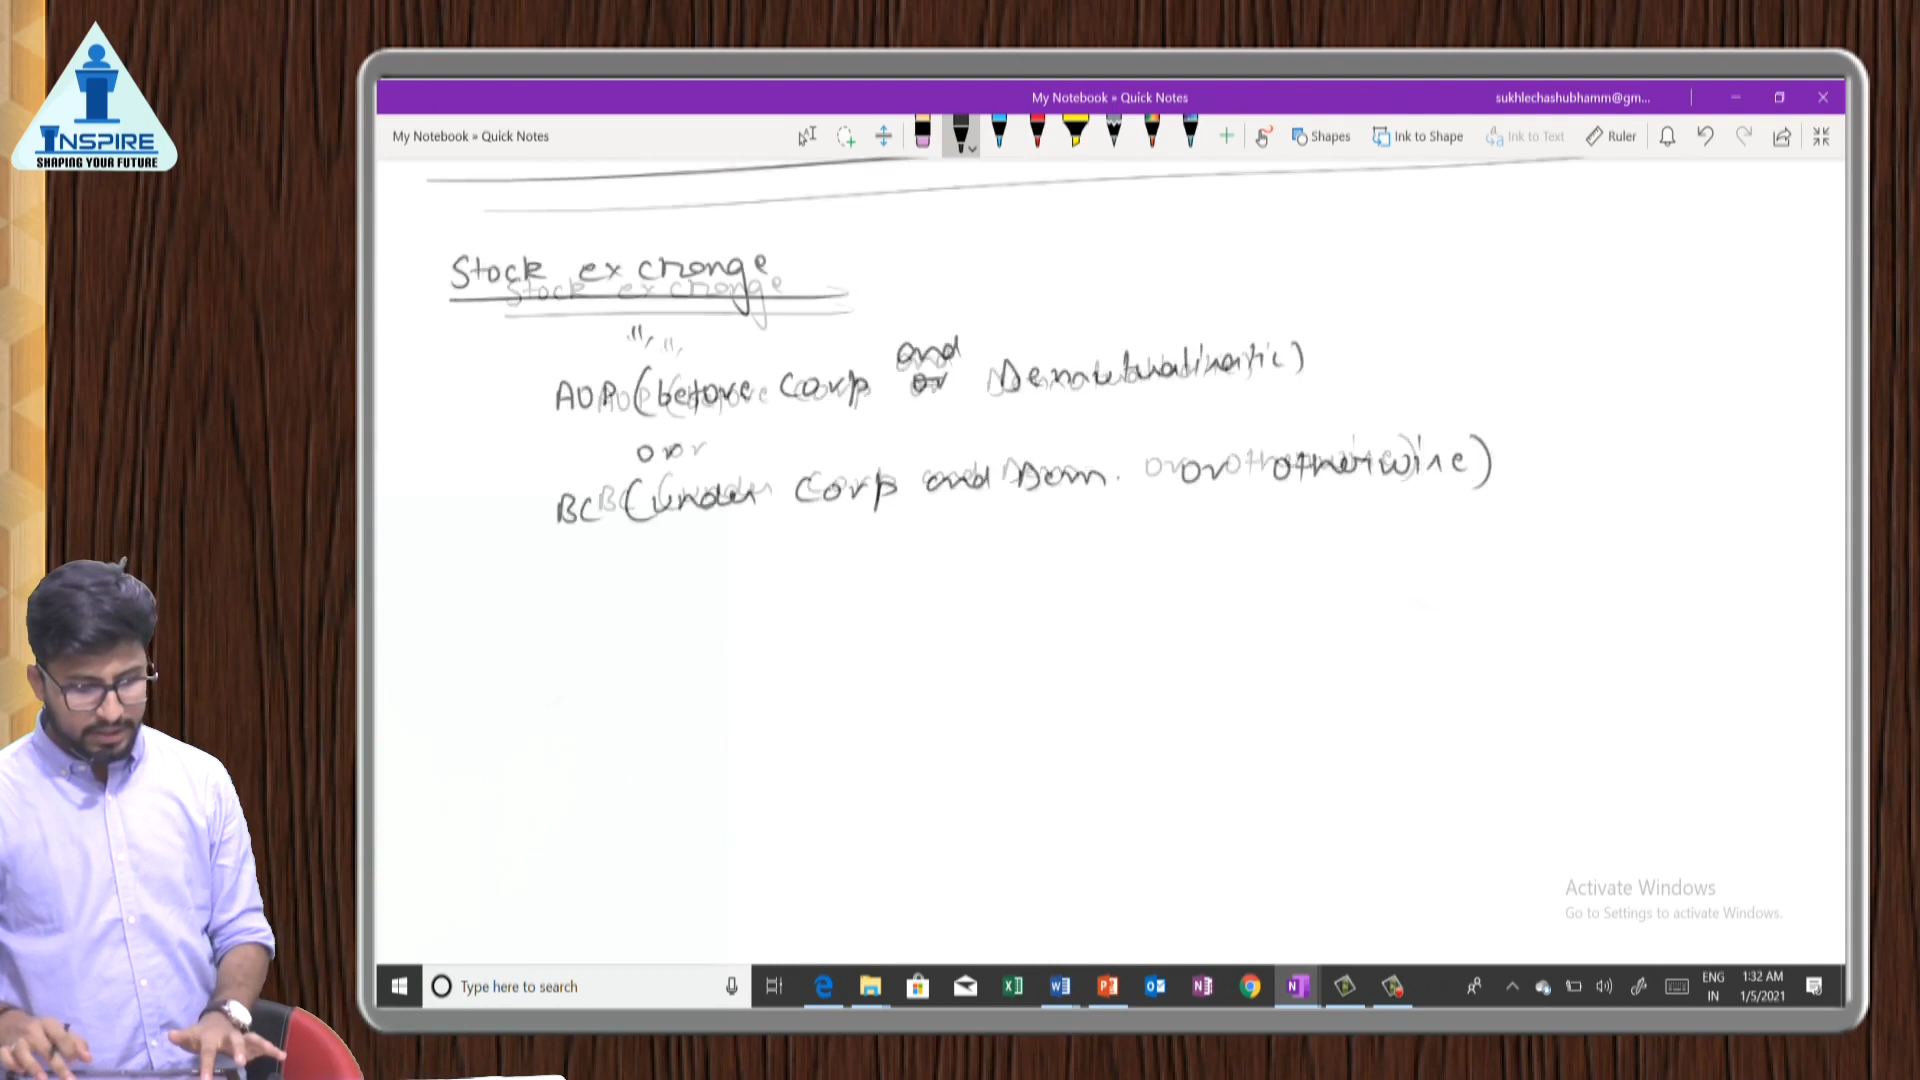 INSPIRE
SHAPING YOUR FUTURE
My Notebook » Quick Notes
sukhlechashubhamm@gm...
My Notebook » Quick Notes
Shapes
Ink to Shape
Ink to Text
Ruler
Stock exchange
AOP (before Corp and or
or
BC (under Corp and Dem. or otherwise)
Activate Windows
Go to Settings to activate Windows.
Type here to search
ENG
IN
1:32 AM
1/5/2021